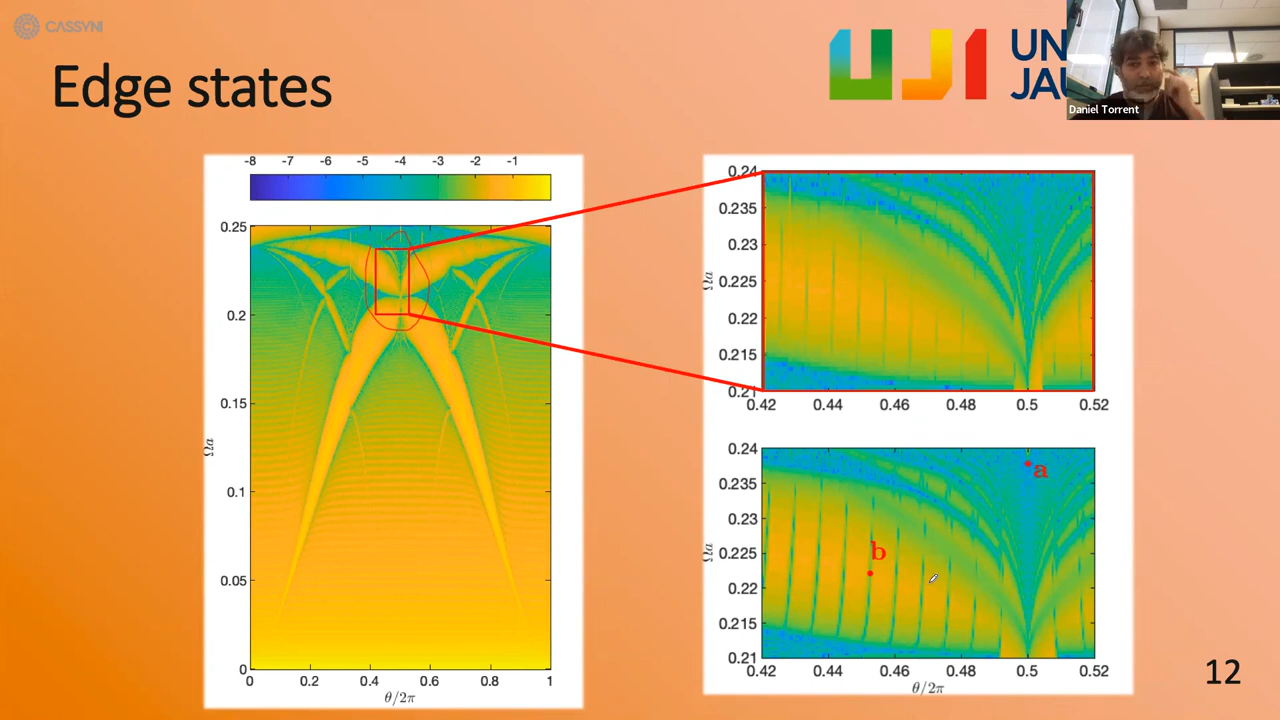 CASSYNI
Edge states
UJI
UN
JAU
Daniel Torrent
-8 -7 -6 -5 -4 -3 -2 -1
0.25
0.2
0.15
0.1
0.05
0
Ωa
0 0.2 0.4 0.6 0.8 1
θ/2π
0.24
0.235
0.23
0.225
0.22
0.215
0.21
Ωa
0.42 0.44 0.46 0.48 0.5 0.52
0.24
0.235
0.23
0.225
0.22
0.215
0.21
Ωa
a
b
0.42 0.44 0.46 0.48 0.5 0.52
θ/2π
12